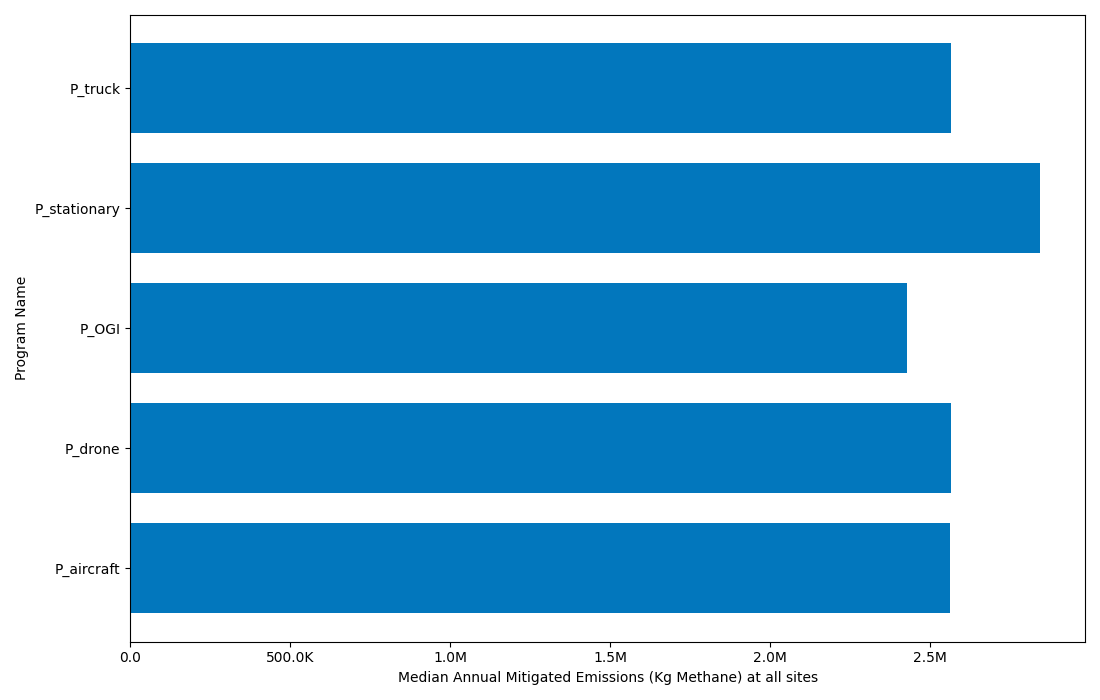 P_truck
P_stationary
P_OGI
P_drone
P_aircraft
Program Name
0.0 500.0K 1.0M 1.5M 2.0M 2.5M
Median Annual Mitigated Emissions (Kg Methane) at all sites